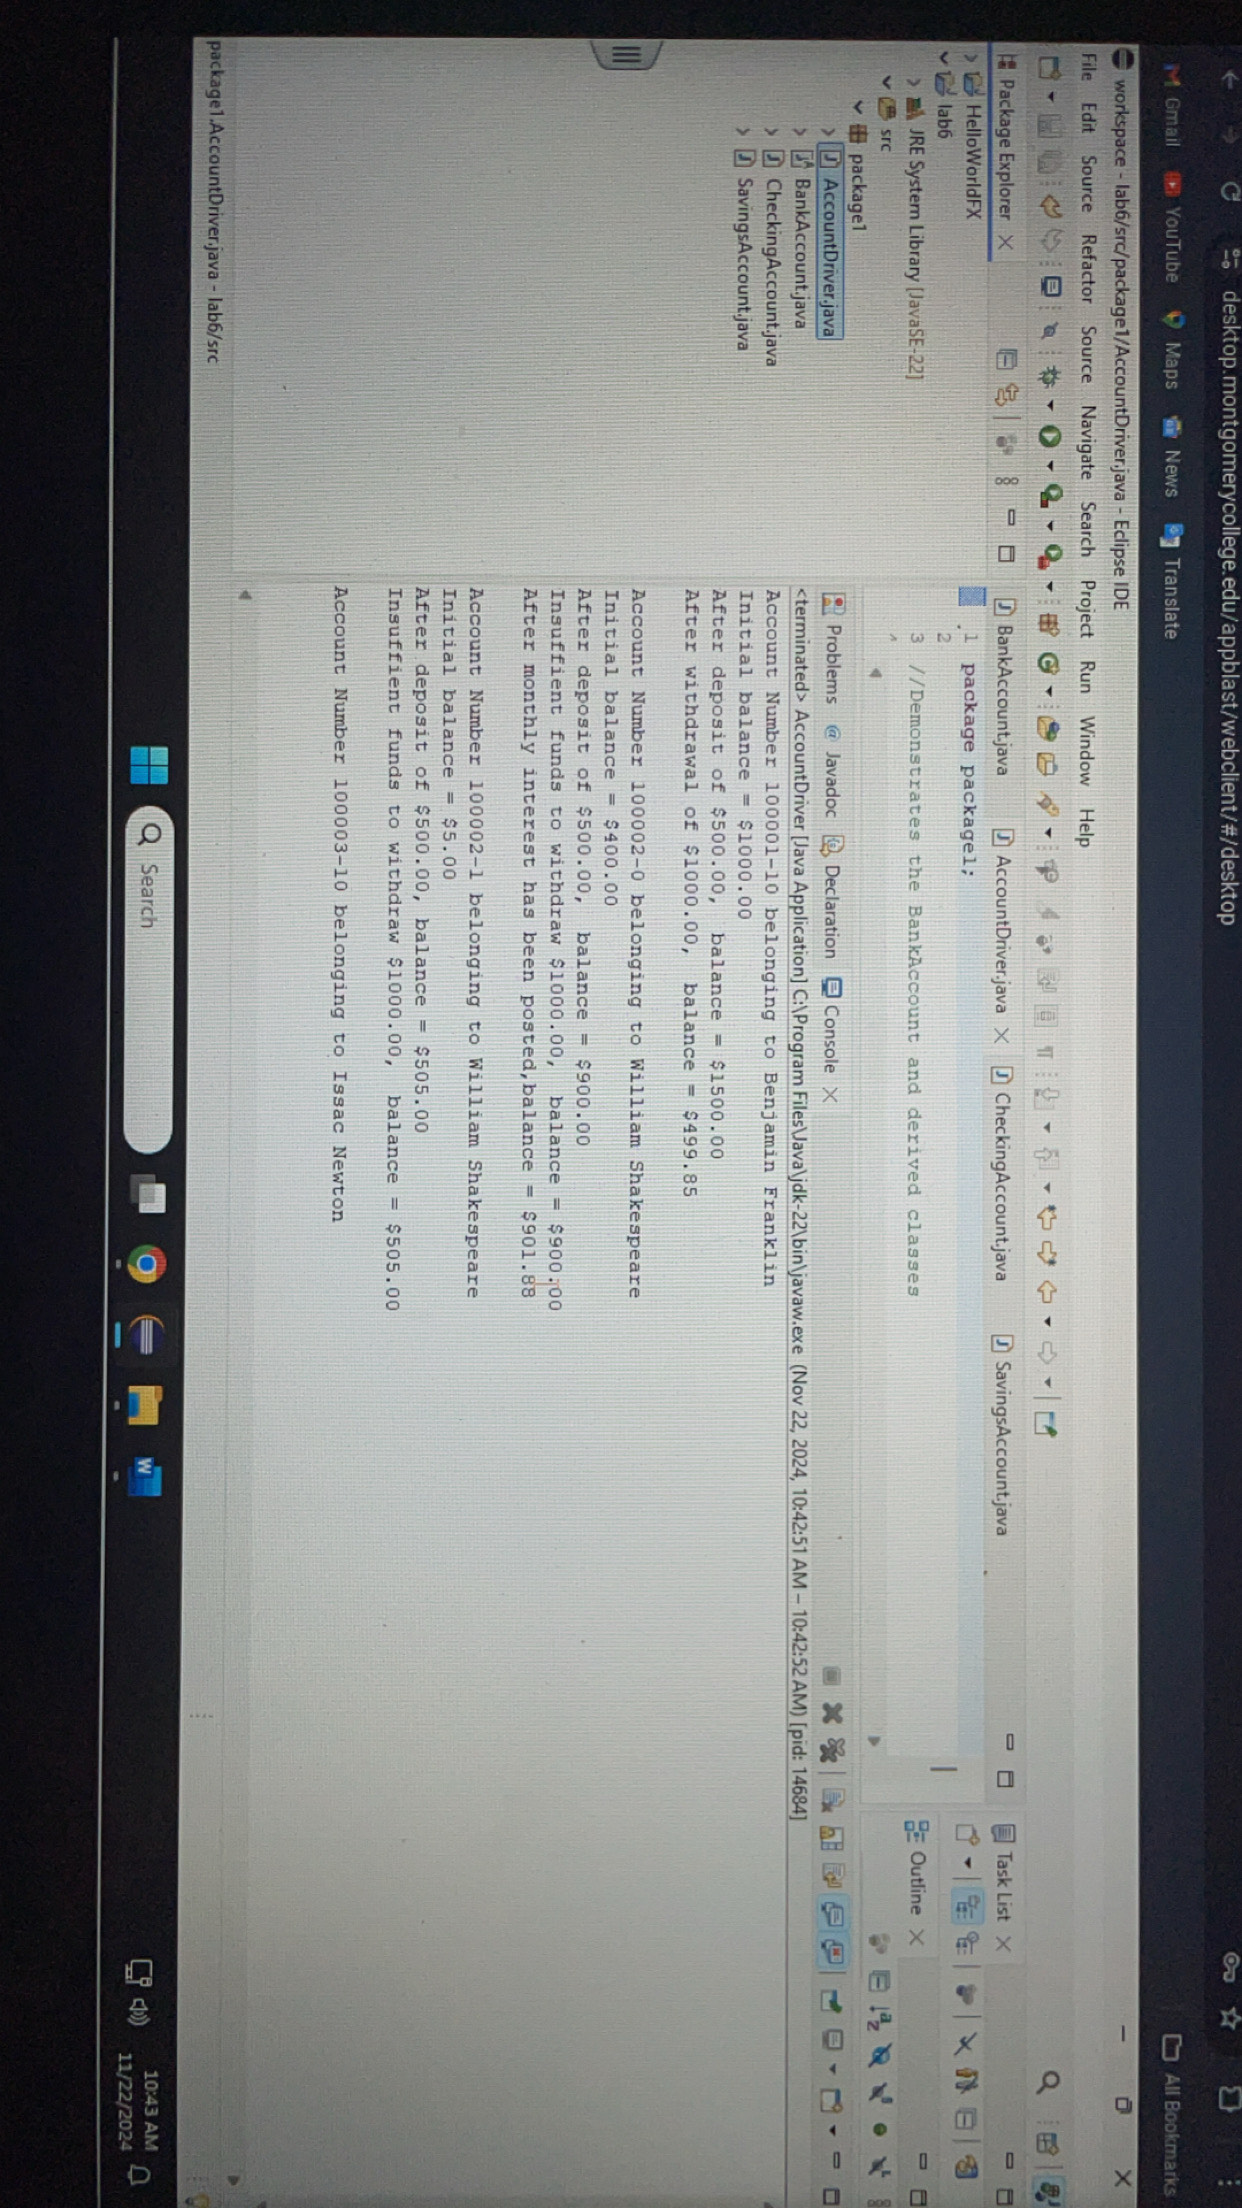 desktop.montgomerycollege.edu/appblast/webclient/#/desktop
Gmail YouTube Maps News Translate All Bookmarks
workspace - lab6/src/package1/AccountDriver.java - Eclipse IDE
File Edit Source Refactor Source Navigate Search Project Run Window Help
Package Explorer
HelloWorldFX
lab6
JRE System Library [JavaSE-22]
src
package1
AccountDriver.java
BankAccount.java
CheckingAccount.java
SavingsAccount.java
BankAccount.java AccountDriver.java CheckingAccount.java SavingsAccount.java
1 package package1;
2
3 //Demonstrates the BankAccount and derived classes
Task List
Outline
Problems Javadoc Declaration Console
<terminated> AccountDriver [Java Application] C:\Program Files\Java\jdk-22\bin\javaw.exe (Nov 22, 2024, 10:42:51 AM – 10:42:52 AM) [pid: 14684]
Account Number 100001-10 belonging to Benjamin Franklin
Initial balance = $1000.00
After deposit of $500.00, balance = $1500.00
After withdrawal of $1000.00, balance = $499.85
Account Number 100002-0 belonging to William Shakespeare
Initial balance = $400.00
After deposit of $500.00, balance = $900.00
Insuffient funds to withdraw $1000.00, balance = $900.00
After monthly interest has been posted,balance = $901.88
Account Number 100002-1 belonging to William Shakespeare
Initial balance = $5.00
After deposit of $500.00, balance = $505.00
Insuffient funds to withdraw $1000.00, balance = $505.00
Account Number 100003-10 belonging to Issac Newton
package1.AccountDriver.java - lab6/src
Search
10:43 AM
11/22/2024